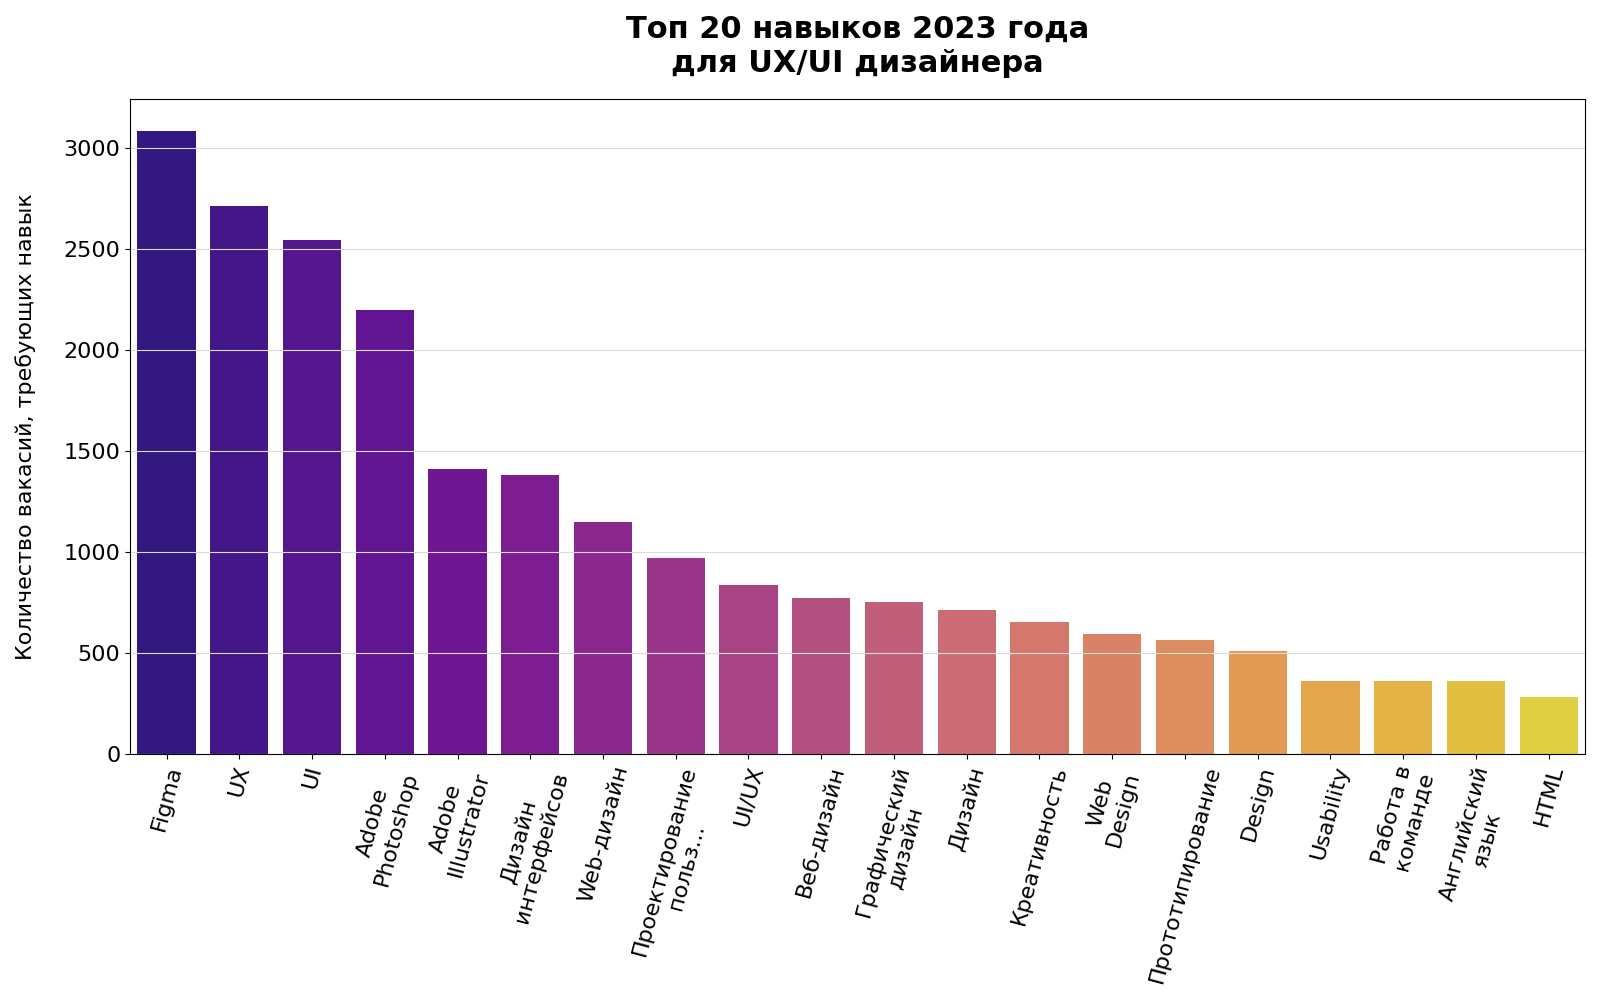 Топ 20 навыков 2023 года
для UX/UI дизайнера
Количество вакасий, требующих навык
3000
2500
2000
1500
1000
500
0
Figma
UX
UI
Adobe
Photoshop
Adobe
Illustrator
Дизайн
интерфейсов
Web-дизайн
Проектирование
польз...
UI/UX
Веб-дизайн
Графический
дизайн
Дизайн
Креативность
Web
Design
Прототипирование
Design
Usability
Работа в
команде
Английский
язык
HTML